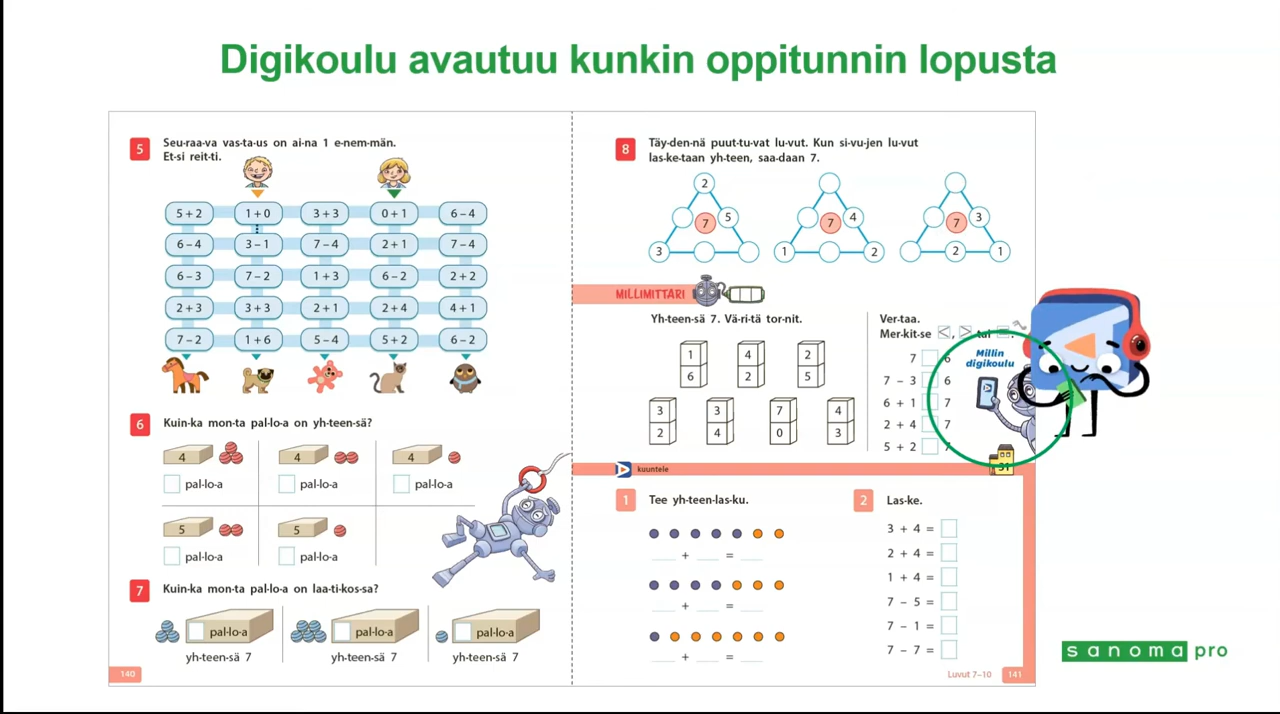 Digikoulu avautuu kunkin oppitunnin lopusta
5 Seu-raa-va vas-ta-us on ai-na 1 e-nem-män.
Et-si reit-ti.
5 + 2 1 + 0 3 + 3 0 + 1 6 – 4
6 – 4 3 – 1 7 – 4 2 + 1 7 – 4
6 – 3 7 – 2 1 + 3 6 – 2 2 + 2
2 + 3 3 + 3 2 + 1 2 + 4 4 + 1
7 – 2 1 + 6 5 – 4 5 + 2 6 – 2
6 Kuin-ka mon-ta pal-lo-a on yh-teen-sä?
4 4 4
pal-lo-a pal-lo-a pal-lo-a
5 5
pal-lo-a pal-lo-a
7 Kuin-ka mon-ta pal-lo-a on laa-ti-kos-sa?
pal-lo-a pal-lo-a pal-lo-a
yh-teen-sä 7 yh-teen-sä 7 yh-teen-sä 7
140
8 Täy-den-nä puut-tu-vat lu-vut. Kun si-vu-jen lu-vut
las-ke-taan yh-teen, saa-daan 7.
2
7 5 7 4 7 3
3 1 2 2 1
MILLIMITTARI
Yh-teen-sä 7. Vä-ri-tä tor-nit.
1 4 2
6 2 5
3 3 7 4
2 4 0 3
Ver-taa.
Mer-kit-se <, > tai =.
7 6
7 – 3 6
6 + 1 7
2 + 4 7
5 + 2 7
Millin
digikoulu
kuuntele
31
1 Tee yh-teen-las-ku.
+ =
+ =
+ =
2 Las-ke.
3 + 4 =
2 + 4 =
1 + 4 =
7 – 5 =
7 – 1 =
7 – 7 =
Luvut 7–10 141
sanoma pro